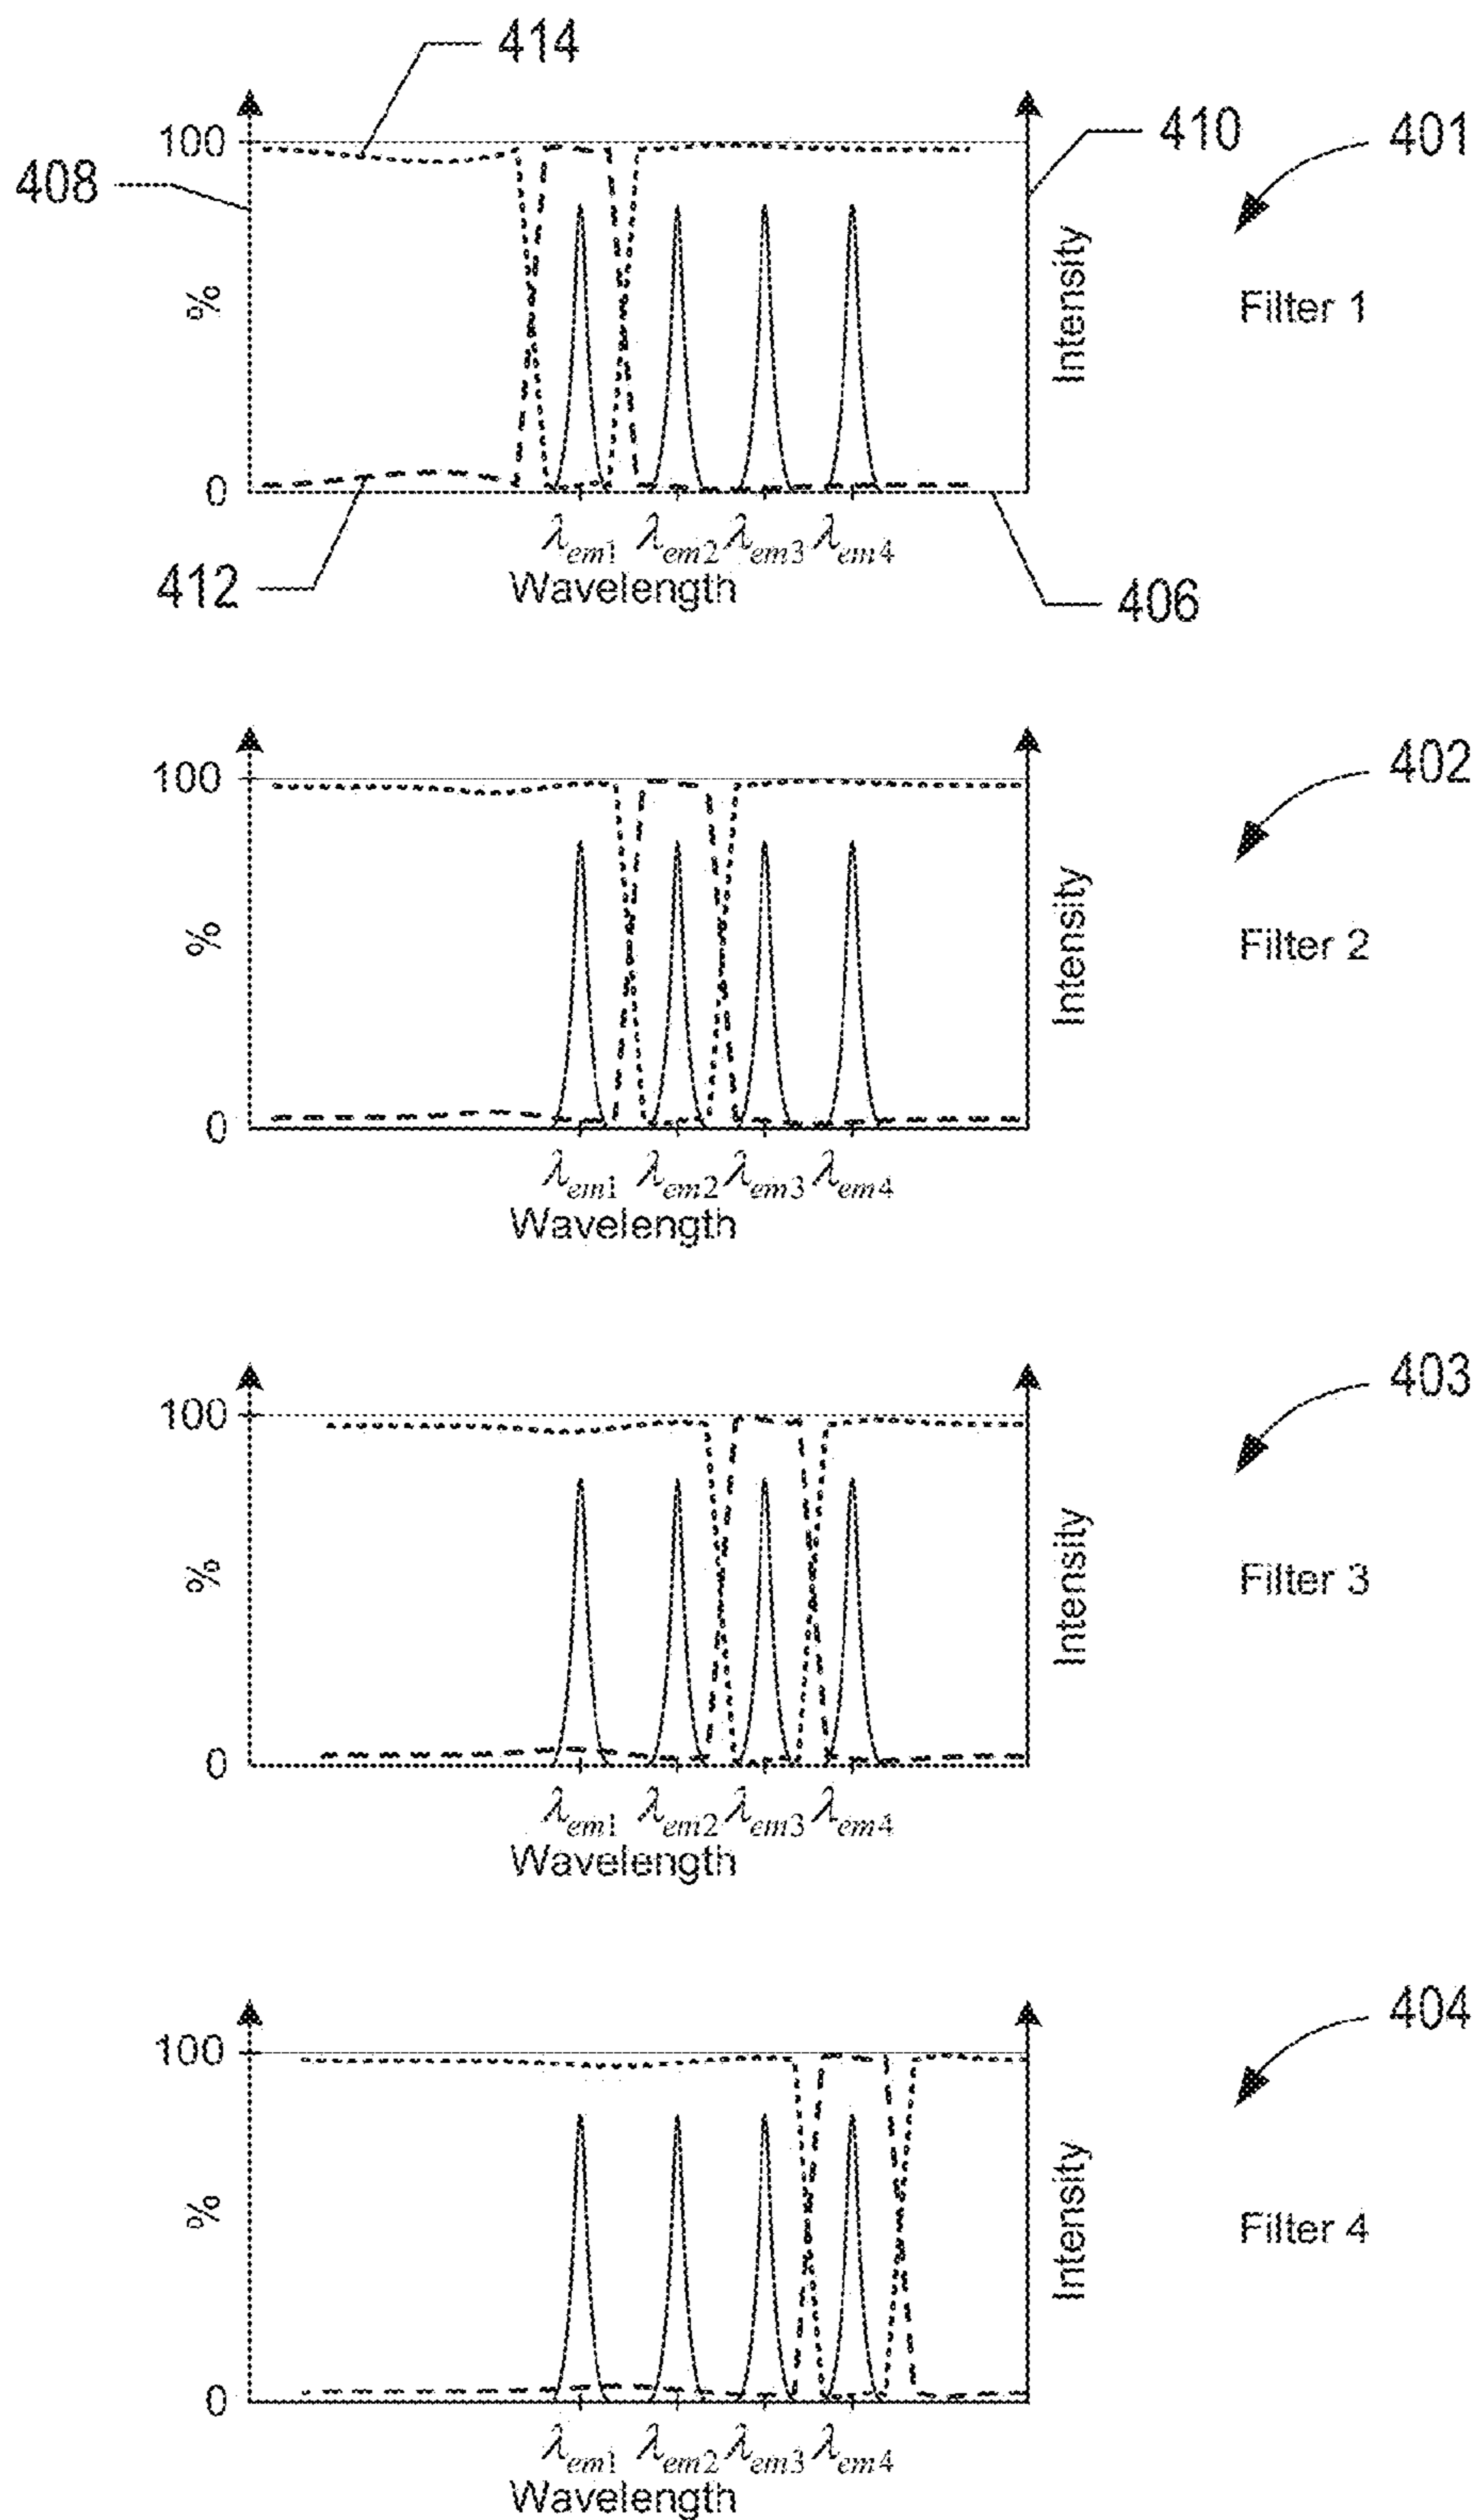 414
100
410
401
408
%
Intensity
Filter 1
0
λem1 λem2 λem3 λem4
412
Wavelength
406
402
100
%
Intensity
Filter 2
0
λem1 λem2 λem3 λem4
Wavelength
403
100
%
Intensity
Filter 3
0
λem1 λem2 λem3 λem4
Wavelength
404
100
%
Intensity
Filter 4
0
λem1 λem2 λem3 λem4
Wavelength